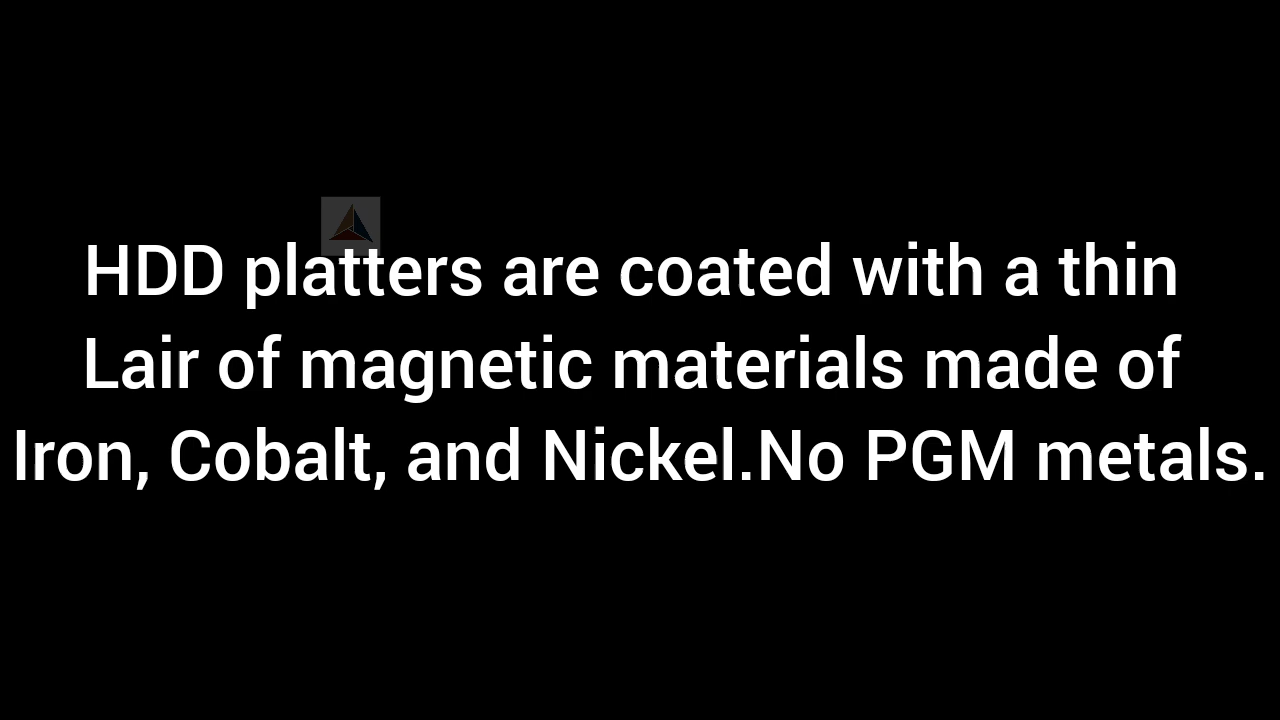 HDD platters are coated with a thin
Lair of magnetic materials made of
Iron, Cobalt, and Nickel.No PGM metals.